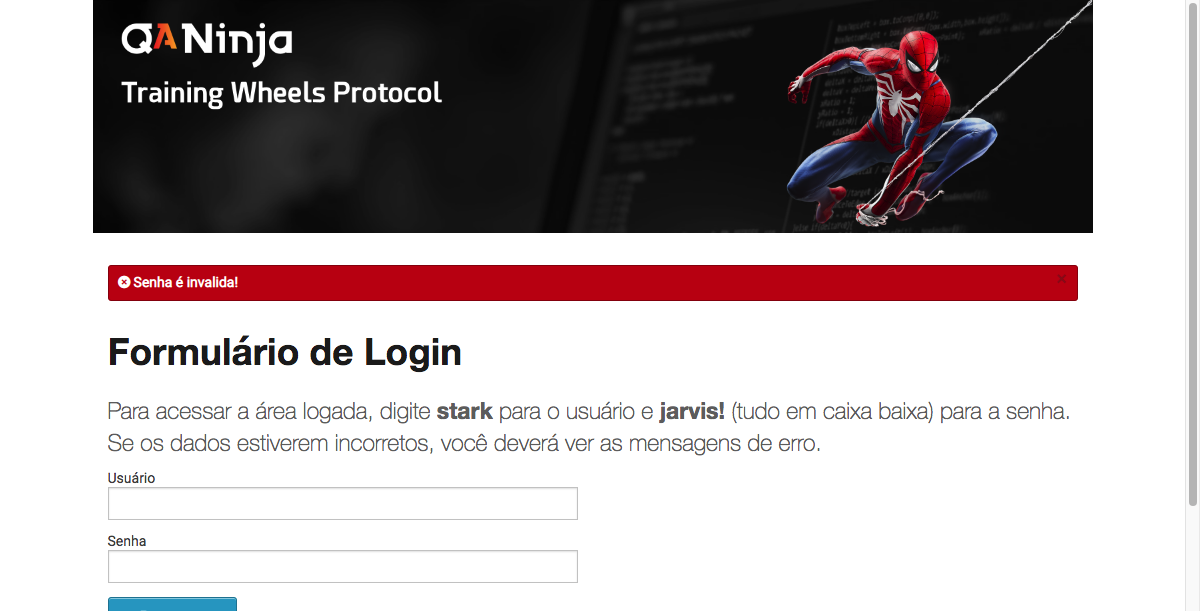 QANinja
Training Wheels Protocol
Senha é invalida!
×
Formulário de Login
Para acessar a área logada, digite stark para o usuário e jarvis! (tudo em caixa baixa) para a senha.
Se os dados estiverem incorretos, você deverá ver as mensagens de erro.
Usuário
Senha